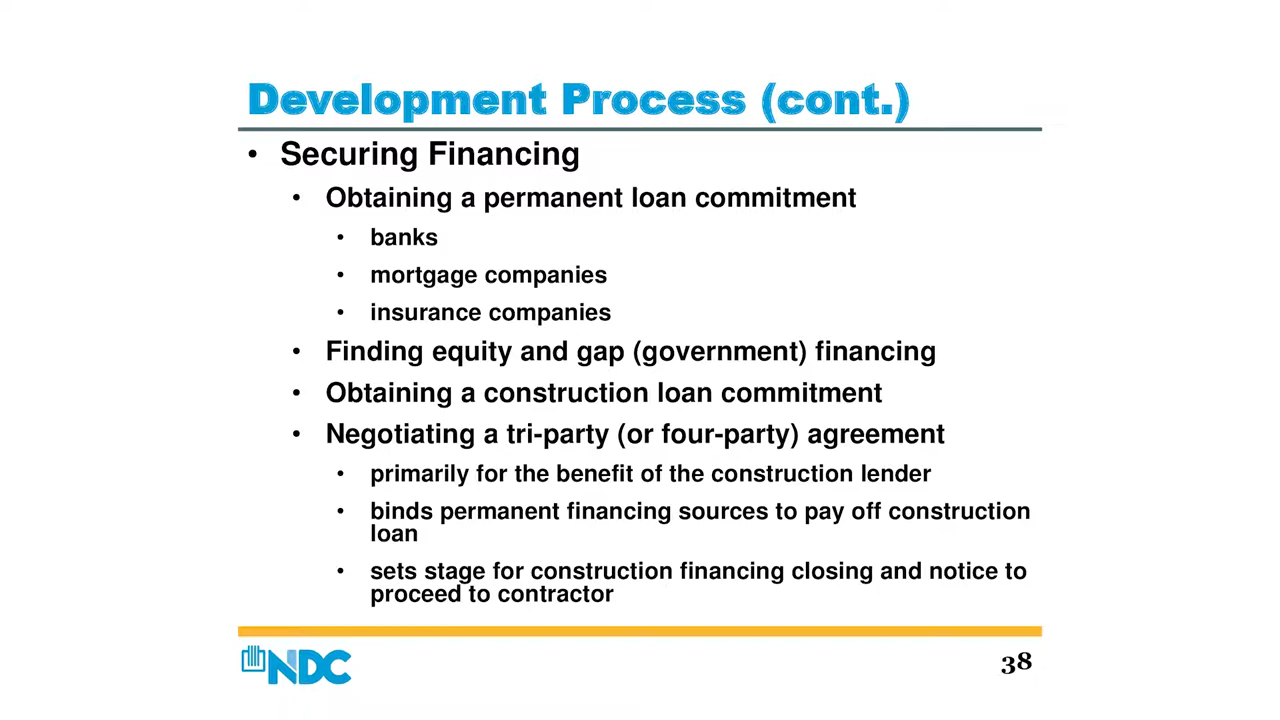 Development Process (cont.)
• Securing Financing
• Obtaining a permanent loan commitment
• banks
• mortgage companies
• insurance companies
• Finding equity and gap (government) financing
• Obtaining a construction loan commitment
• Negotiating a tri-party (or four-party) agreement
• primarily for the benefit of the construction lender
• binds permanent financing sources to pay off construction
loan
• sets stage for construction financing closing and notice to
proceed to contractor
NDC
38